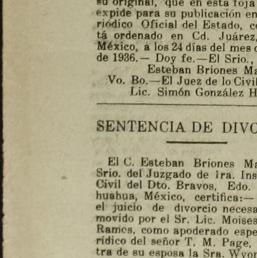 su original, que en esta foja
expide para su publicación en
riódico Oficial del Estado, c
tá ordenado en Cd. Juárez,
México, a los 24 días del mes d
de 1936.— Doy fe.—El Srio.,
Esteban Briones Ma
Vo. Bo.—El Juez de lo Civil
Lic. Simón González H
SENTENCIA DE DIVO
El C. Esteban Briones Ma
Srio. del Juzgado de 1ra. Ins
Civil del Dto. Bravos, Edo.
huahua, México, certifica:—
el juicio de divorcio necesa
movido por el Sr. Lic. Moises
Ramos, como apoderado espe
rídico del señor T. M. Page,
tra de su esposa la Sra. Wyon